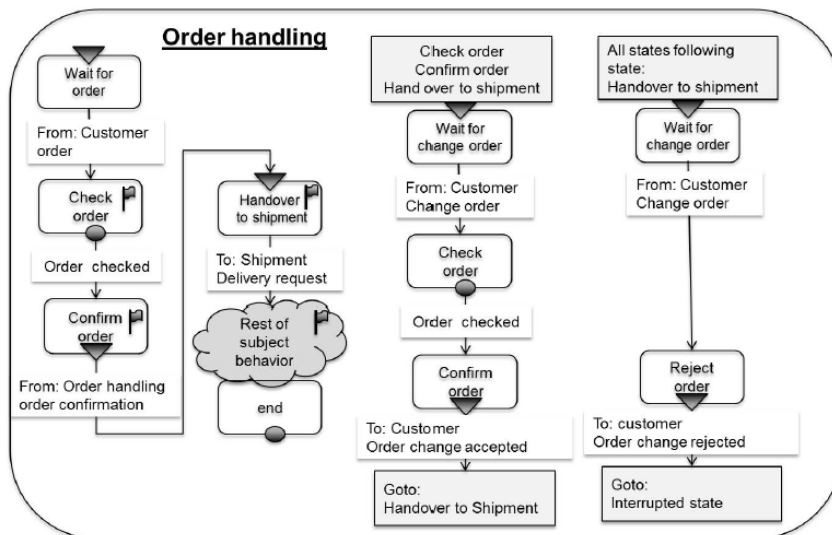 Order handling
Wait for
order
From: Customer
order
Check
order
Order checked
Confirm
order
From: Order handling
order confirmation
Handover
to shipment
To: Shipment
Delivery request
Rest of
subject
behavior
end
Check order
Confirm order
Hand over to shipment
Wait for
change order
From: Customer
Change order
Check
order
Order checked
Confirm
order
To: Customer
Order change accepted
Goto:
Handover to Shipment
All states following
state:
Handover to shipment
Wait for
change order
From: Customer
Change order
Reject
order
To: customer
Order change rejected
Goto:
Interrupted state